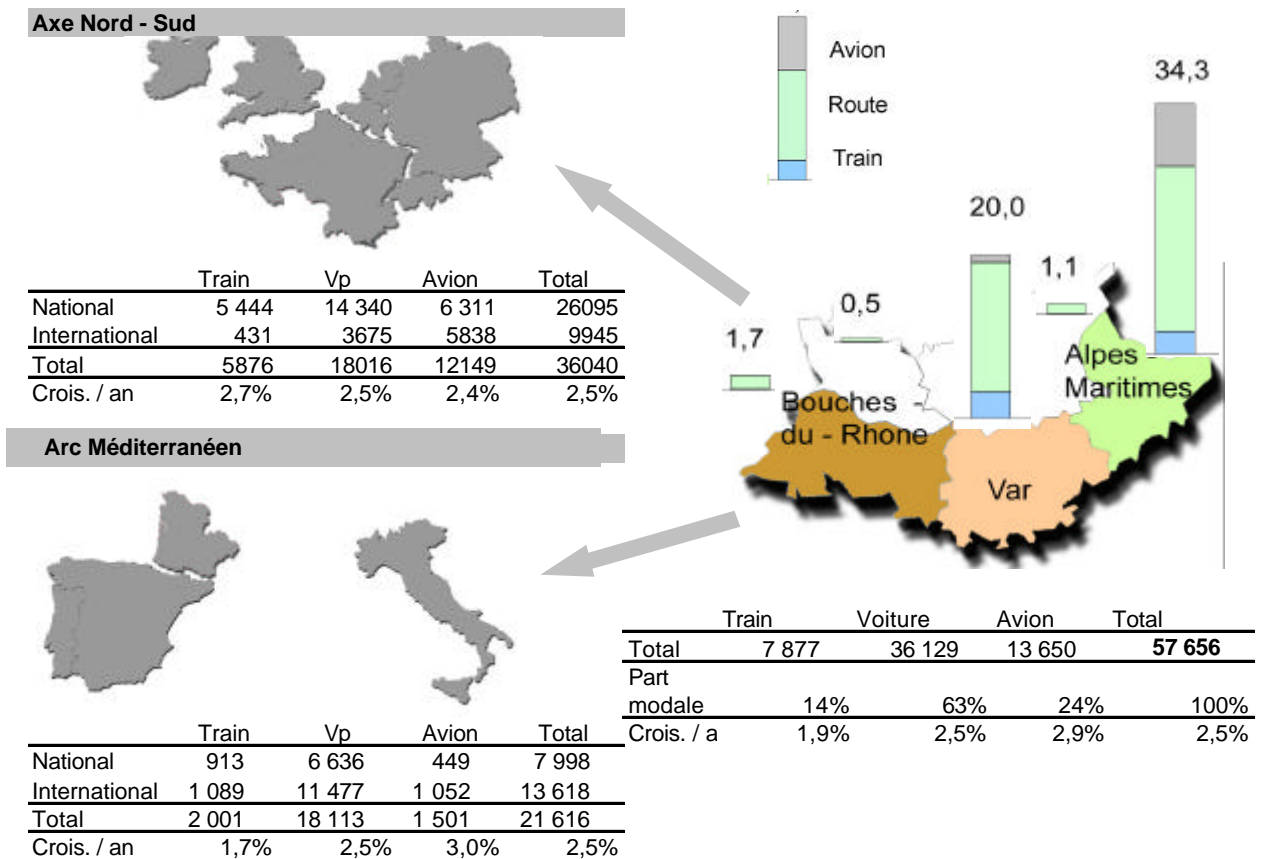 Axe Nord - Sud
Train Vp Avion Total
National 5 444 14 340 6 311 26095
International 431 3675 5838 9945
Total 5876 18016 12149 36040
Crois. / an 2,7% 2,5% 2,4% 2,5%
Arc Méditerranéen
Train Vp Avion Total
National 913 6 636 449 7 998
International 1 089 11 477 1 052 13 618
Total 2 001 18 113 1 501 21 616
Crois. / an 1,7% 2,5% 3,0% 2,5%
Avion
Route
Train
34,3
20,0
1,1
0,5
1,7
Alpes -
Maritimes
Bouches -
du - Rhone
Var
Train Voiture Avion Total
Total 7 877 36 129 13 650 57 656
Part
modale 14% 63% 24% 100%
Crois. / a 1,9% 2,5% 2,9% 2,5%